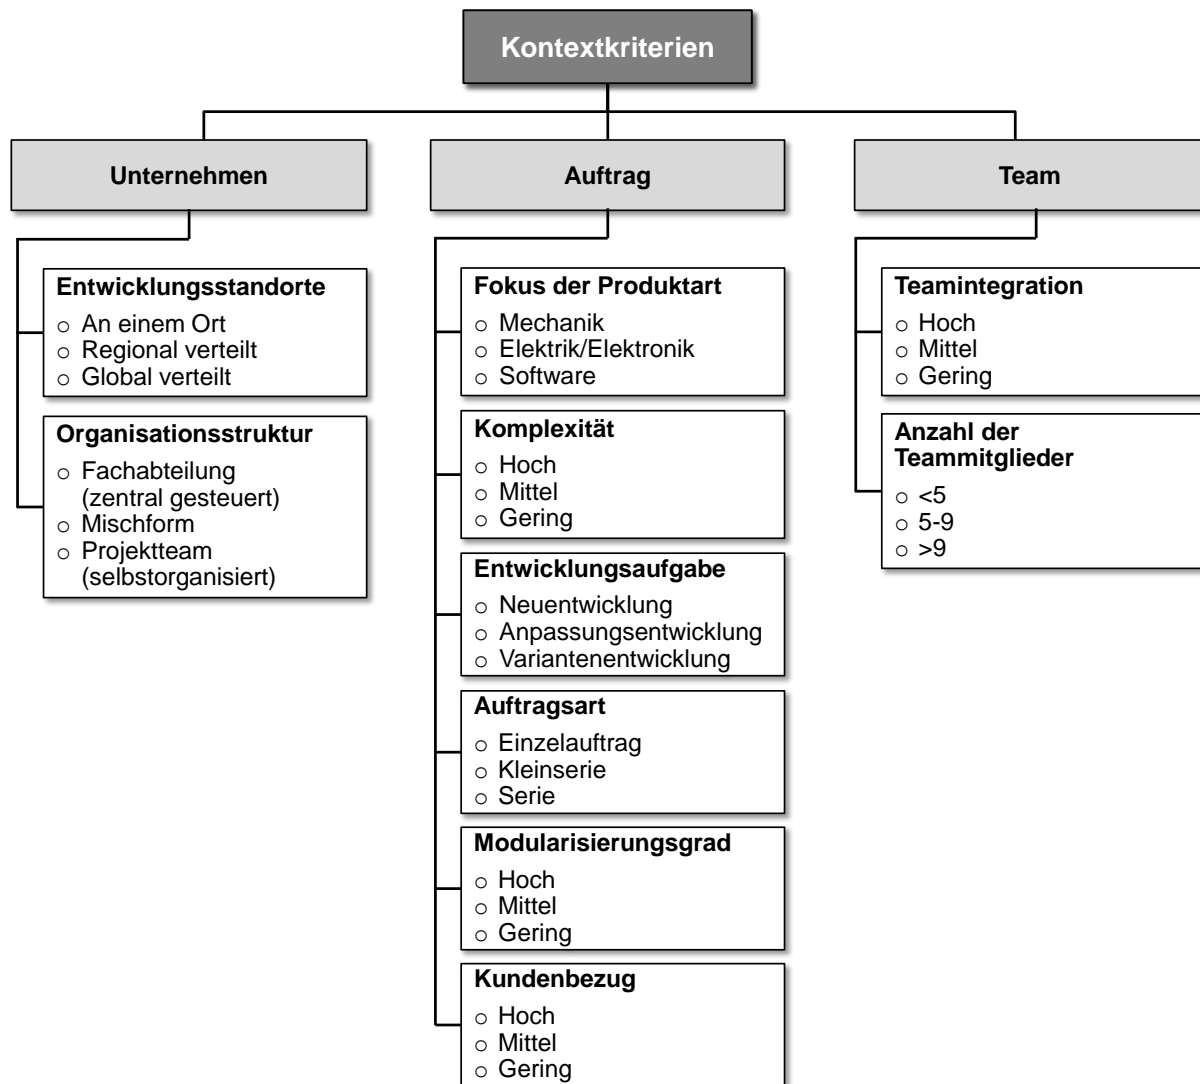 Kontextkriterien
Unternehmen
Entwicklungsstandorte
○ An einem Ort
○ Regional verteilt
○ Global verteilt
Organisationsstruktur
○ Fachabteilung
(zentral gesteuert)
○ Mischform
○ Projektteam
(selbstorganisiert)
Auftrag
Fokus der Produktart
○ Mechanik
○ Elektrik/Elektronik
○ Software
Komplexität
○ Hoch
○ Mittel
○ Gering
Entwicklungsaufgabe
○ Neuentwicklung
○ Anpassungsentwicklung
○ Variantenentwicklung
Auftragsart
○ Einzelauftrag
○ Kleinserie
○ Serie
Modularisierungsgrad
○ Hoch
○ Mittel
○ Gering
Kundenbezug
○ Hoch
○ Mittel
○ Gering
Team
Teamintegration
○ Hoch
○ Mittel
○ Gering
Anzahl der
Teammitglieder
○ <5
○ 5-9
○ >9